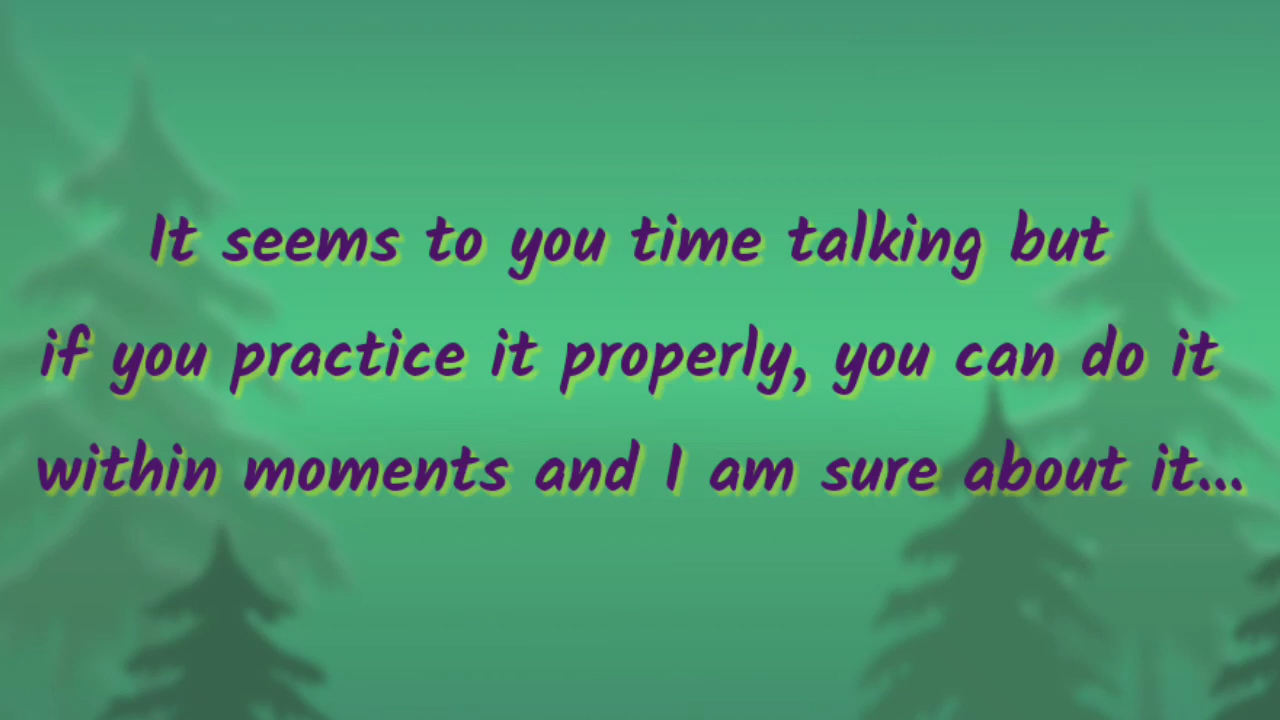 It seems to you time talking but
if you practice it properly, you can do it
within moments and I am sure about it...